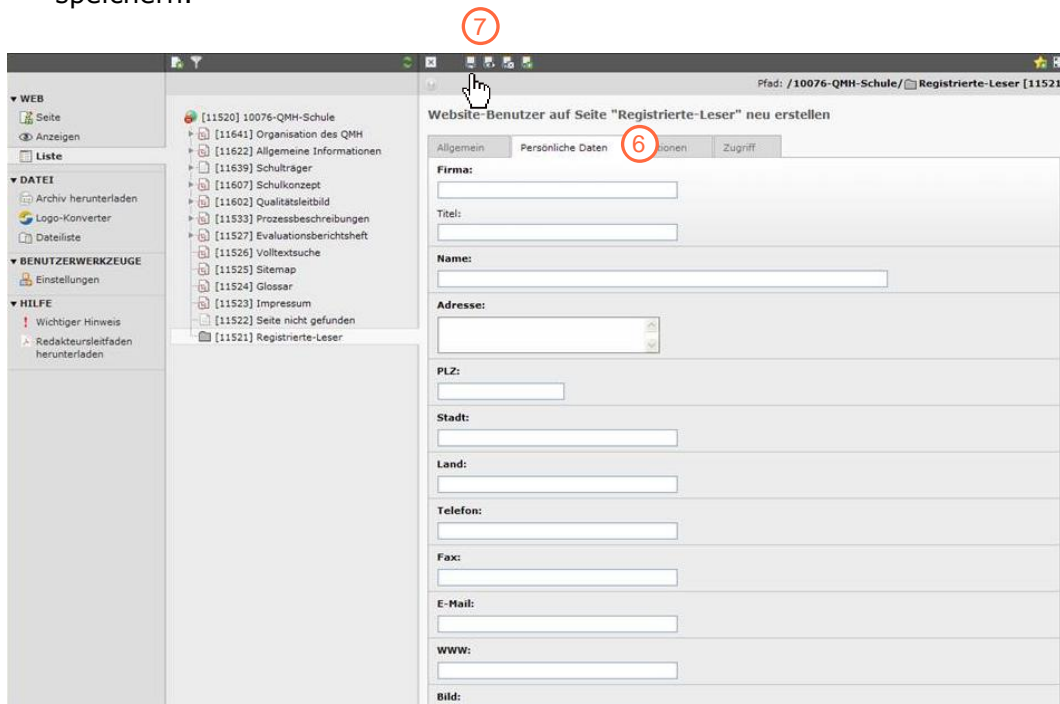 speichern.
7
Pfad: /10076-QMH-Schule/ Registrierte-Leser [11521
WEB
Seite
Anzeigen
Liste
DATEI
Archiv herunterladen
Logo-Konverter
Dateiliste
BENUTZERWERKZEUGE
Einstellungen
HILFE
Wichtiger Hinweis
Redakteursleitfaden
herunterladen
[11520] 10076-QMH-Schule
[11641] Organisation des QMH
[11622] Allgemeine Informationen
[11639] Schulträger
[11607] Schulkonzept
[11602] Qualitätsleitbild
[11533] Prozessbeschreibungen
[11527] Evaluationsberichtsheft
[11526] Volltextsuche
[11525] Sitemap
[11524] Glossar
[11523] Impressum
[11522] Seite nicht gefunden
[11521] Registrierte-Leser
Website-Benutzer auf Seite "Registrierte-Leser" neu erstellen
Allgemein
Persönliche Daten
6
onen
Zugriff
Firma:
Titel:
Name:
Adresse:
PLZ:
Stadt:
Land:
Telefon:
Fax:
E-Mail:
WWW:
Bild: